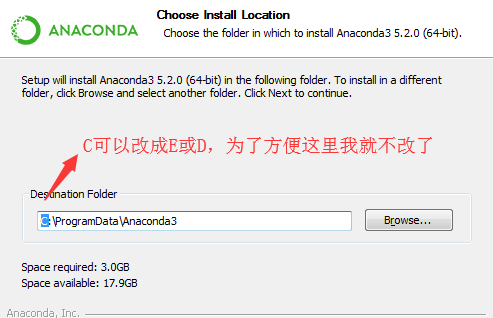 Choose Install Location
ANACONDA
Choose the folder in which to install Anaconda3 5.2.0 (64-bit).
Setup will install Anaconda3 5.2.0 (64-bit) in the following folder. To install in a different
folder, click Browse and select another folder. Click Next to continue.
C可以改成E或D，为了方便这里我就不改了
Destination Folder
C:\ProgramData\Anaconda3
Browse...
Space required: 3.0GB
Space available: 17.9GB
Anaconda, Inc.